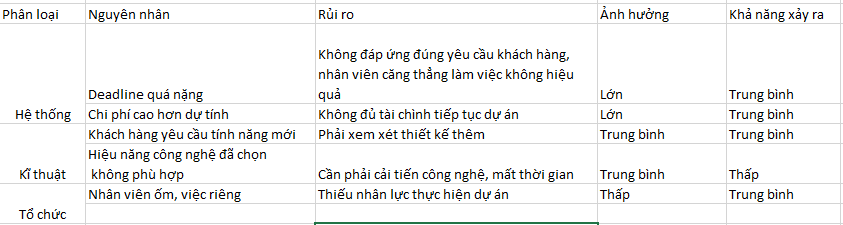 Phân loại Nguyên nhân Rủi ro Ảnh hưởng Khả năng xảy ra
Không đáp ứng đúng yêu cầu khách hàng,
nhân viên căng thẳng làm việc không hiệu
Deadline quá nặng quả Lớn Trung bình
Hệ thống Chi phí cao hơn dự tính Không đủ tài chình tiếp tục dự án Lớn Trung bình
Khách hàng yêu cầu tính năng mới Phải xem xét thiết kế thêm Trung bình Trung bình
Hiệu năng công nghệ đã chọn
Kĩ thuật không phù hợp Cần phải cải tiến công nghệ, mất thời gian Trung bình Thấp
Nhân viên ốm, việc riêng Thiếu nhân lực thực hiện dự án Thấp Trung bình
Tổ chức